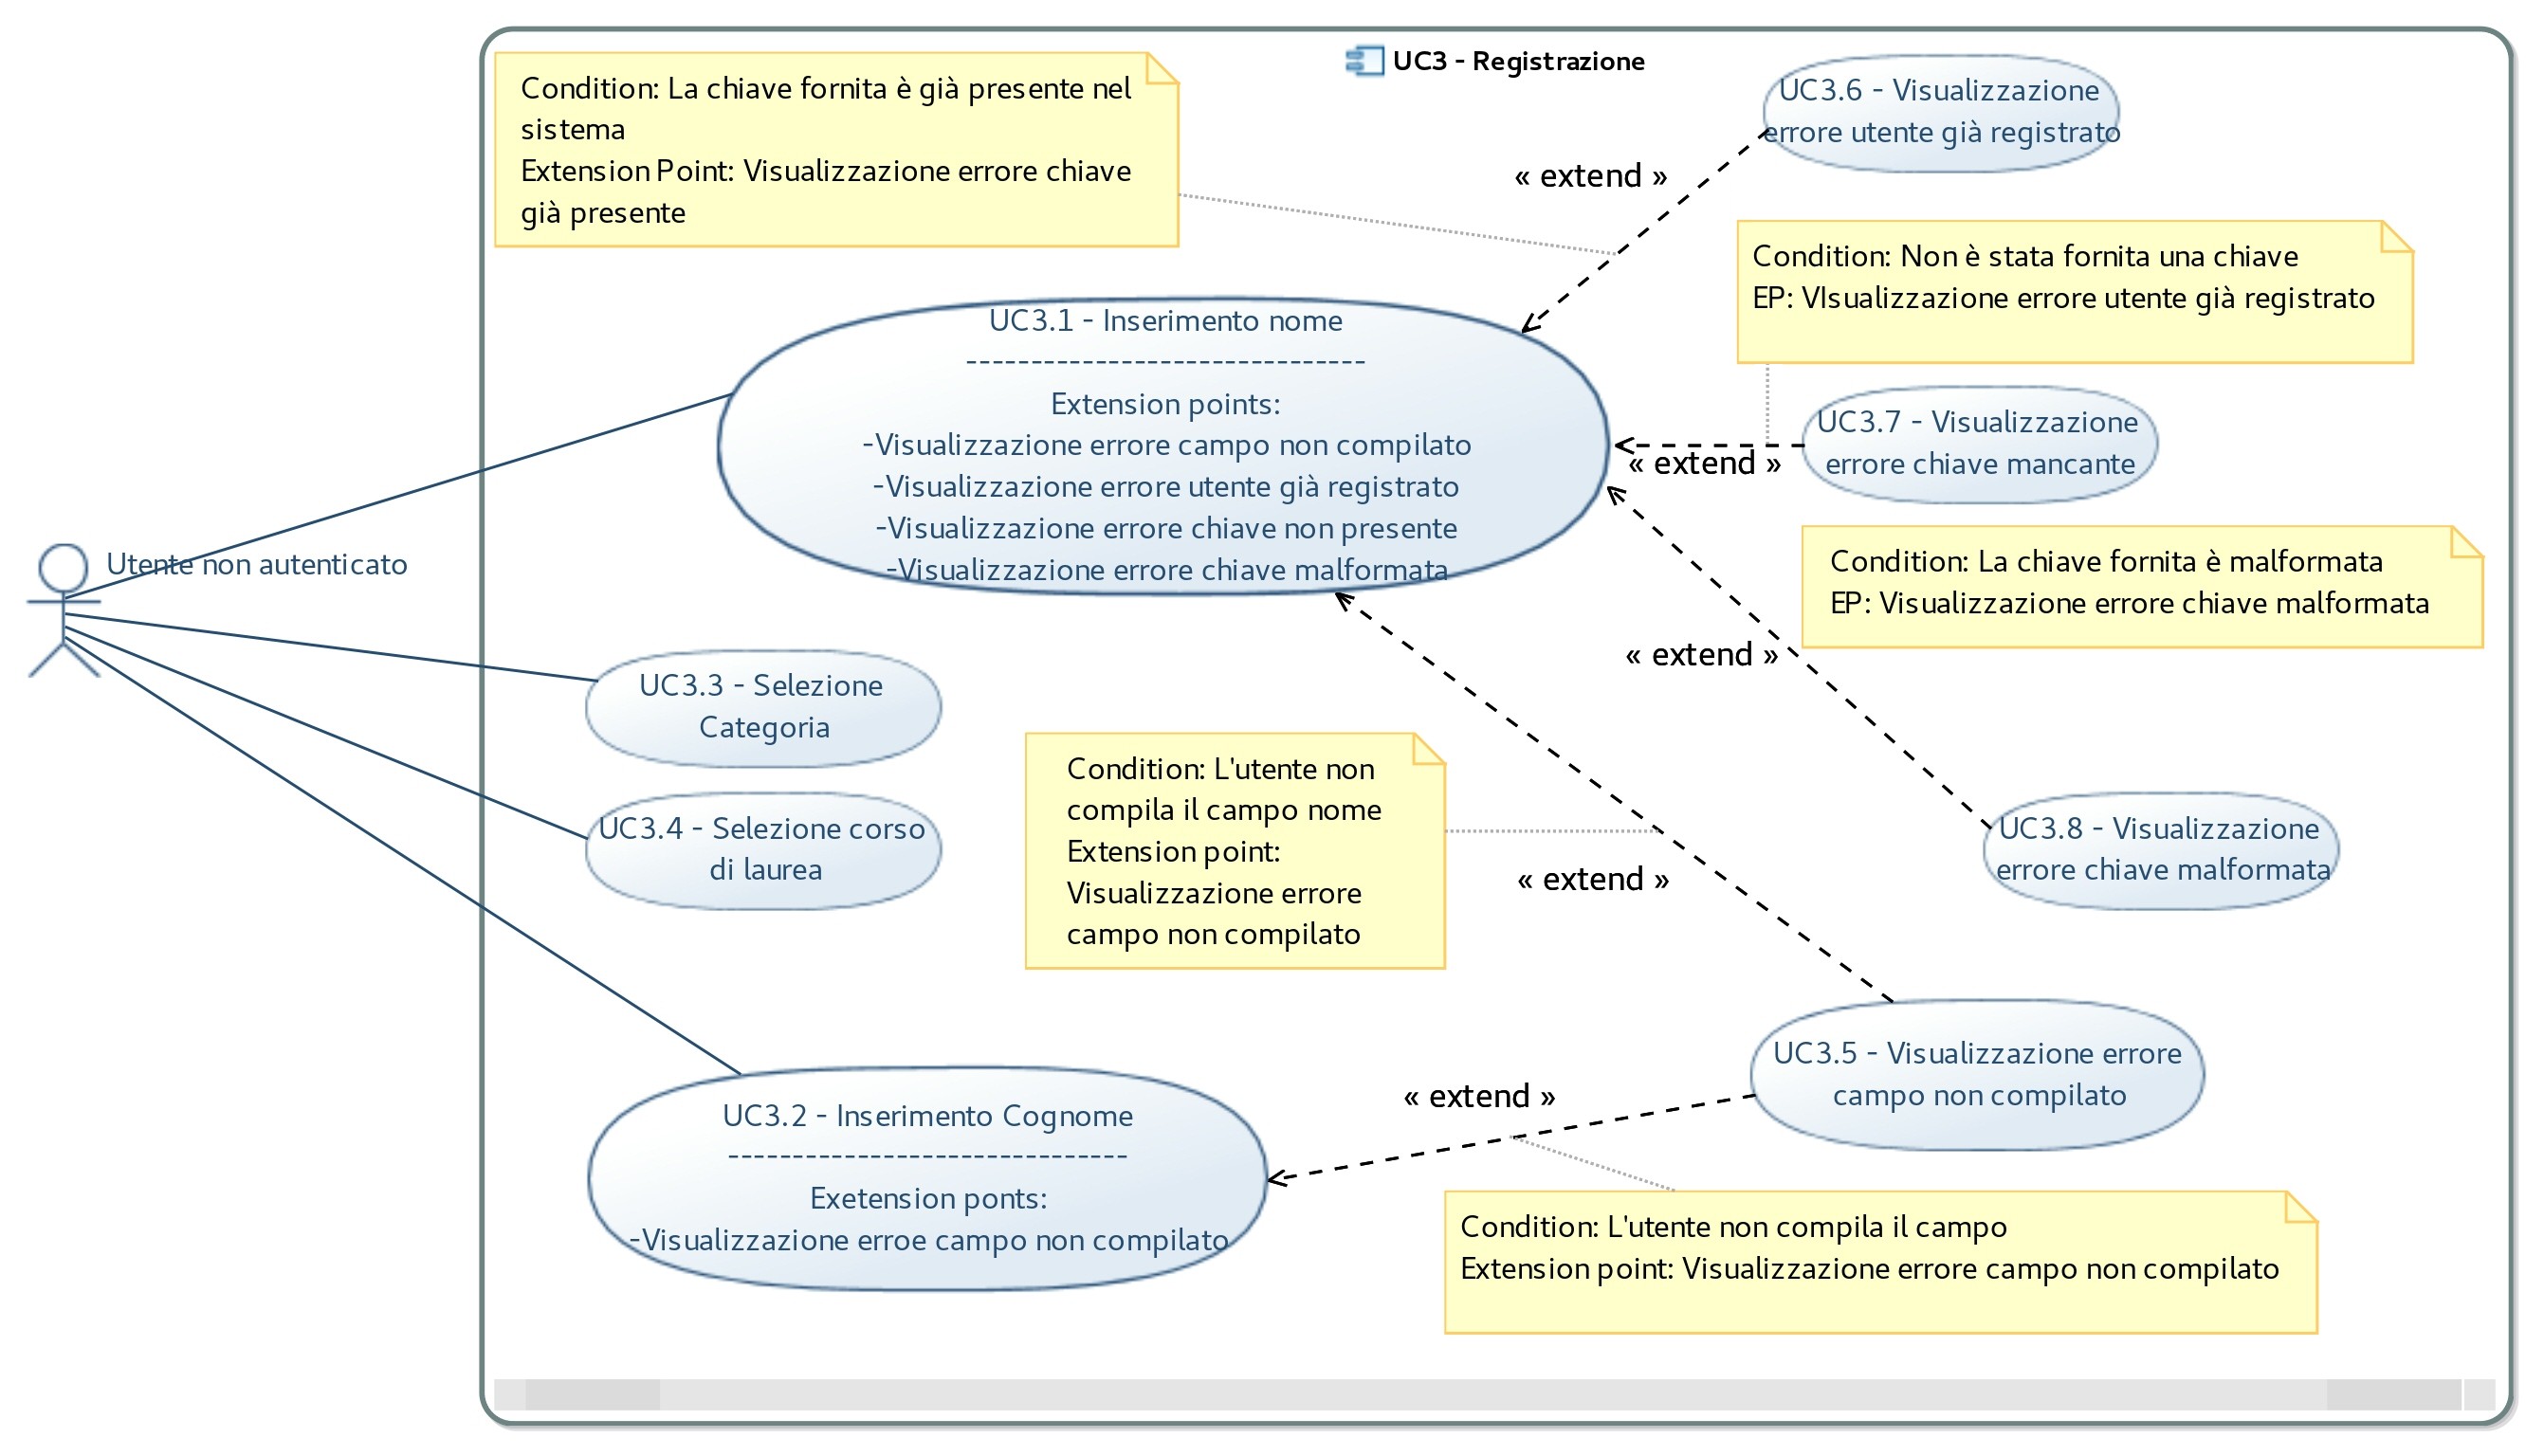 UC3 - Registrazione
Condition: La chiave fornita è già presente nel
sistema
Extension Point: Visualizzazione errore chiave
già presente
UC3.6 - Visualizzazione
errore utente già registrato
« extend »
Condition: Non è stata fornita una chiave
EP: VIsualizzazione errore utente già registrato
UC3.1 - Inserimento nome
-------------------------------
Extension points:
-Visualizzazione errore campo non compilato
-Visualizzazione errore utente già registrato
-Visualizzazione errore chiave non presente
-Visualizzazione errore chiave malformata
« extend »
UC3.7 - Visualizzazione
errore chiave mancante
Utente non autenticato
Condition: La chiave fornita è malformata
EP: Visualizzazione errore chiave malformata
« extend »
UC3.3 - Selezione
Categoria
UC3.4 - Selezione corso
di laurea
Condition: L'utente non
compila il campo nome
Extension point:
Visualizzazione errore
campo non compilato
« extend »
UC3.8 - Visualizzazione
errore chiave malformata
UC3.5 - Visualizzazione errore
campo non compilato
« extend »
UC3.2 - Inserimento Cognome
-------------------------------
Exetension ponts:
-Visualizzazione erroe campo non compilato
Condition: L'utente non compila il campo
Extension point: Visualizzazione errore campo non compilato